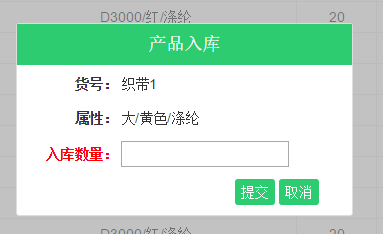 D3000/红/涤纶 20
产品入库
货号： 织带1
属性： 大/黄色/涤纶
入库数量：
提交 取消
D3000/红/涤纶 20